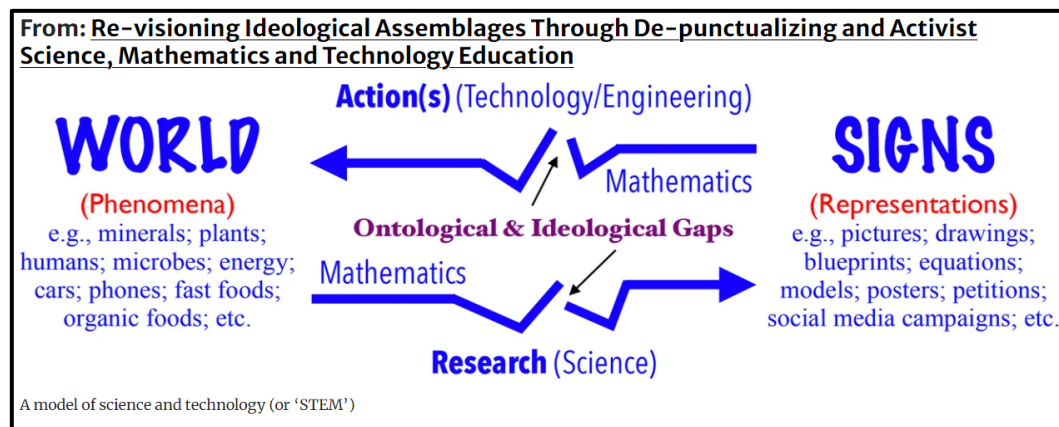 From: Re-visioning Ideological Assemblages Through De-punctualizing and Activist
Science, Mathematics and Technology Education
Action(s) (Technology/Engineering)
WORLD
(Phenomena)
e.g., minerals; plants;
humans; microbes; energy;
cars; phones; fast foods;
organic foods; etc.
Mathematics
Ontological & Ideological Gaps
Mathematics
SIGNS
(Representations)
e.g., pictures; drawings;
blueprints; equations;
models; posters; petitions;
social media campaigns; etc.
Research (Science)
A model of science and technology (or ‘STEM’)